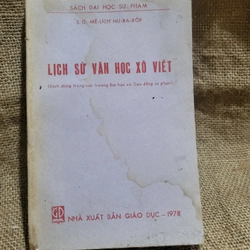 SÁCH ĐẠI HỌC SƯ PHẠM
S. O. MÊ-LÍCH NU-BA-RỐP
LỊCH SỬ VĂN HỌC XÔ VIẾT
(Sách dùng trong các trường Đại học và Cao đẳng sư phạm)
NHÀ XUẤT BẢN GIÁO DỤC - 1978